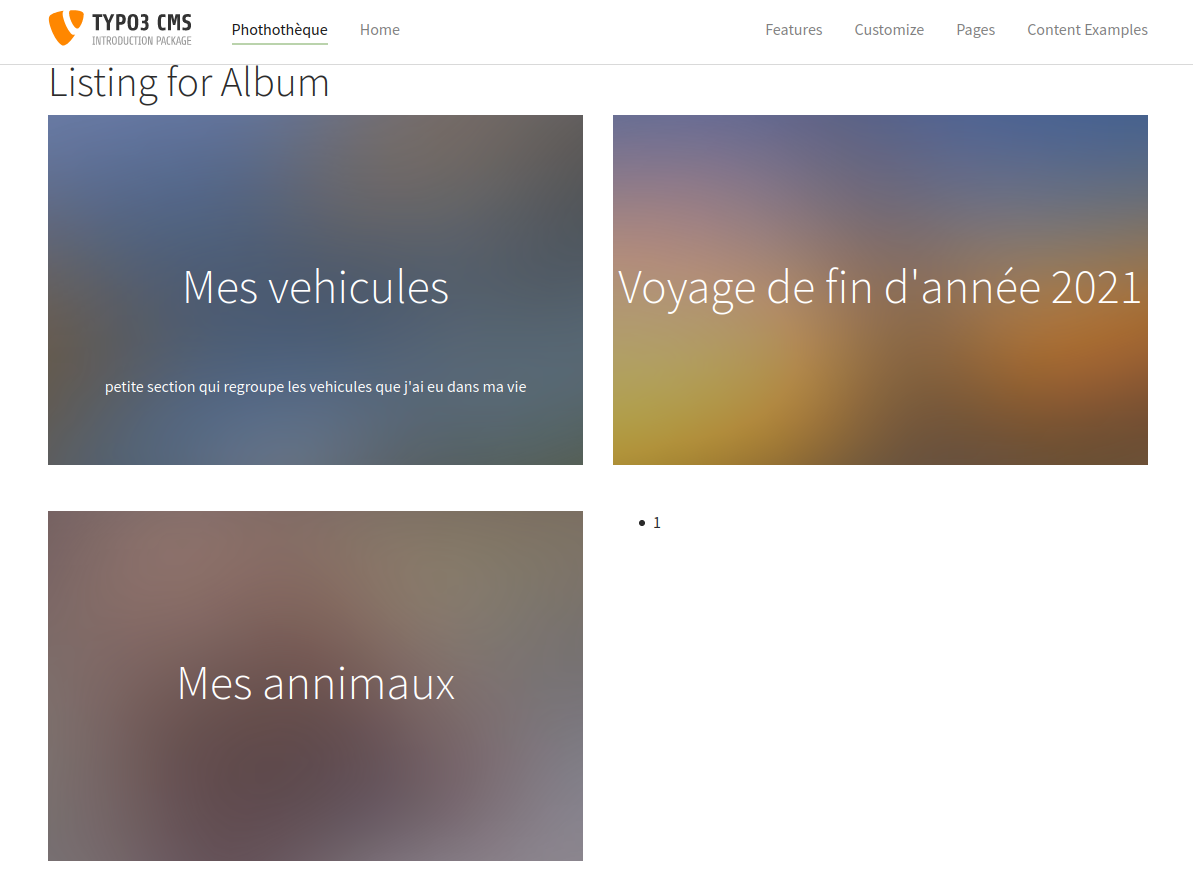 TYPO3 CMS
INTRODUCTION PACKAGE
Phothothèque
Home
Features
Customize
Pages
Content Examples
Listing for Album
Mes vehicules
petite section qui regroupe les vehicules que j'ai eu dans ma vie
Voyage de fin d'année 2021
Mes annimaux
1